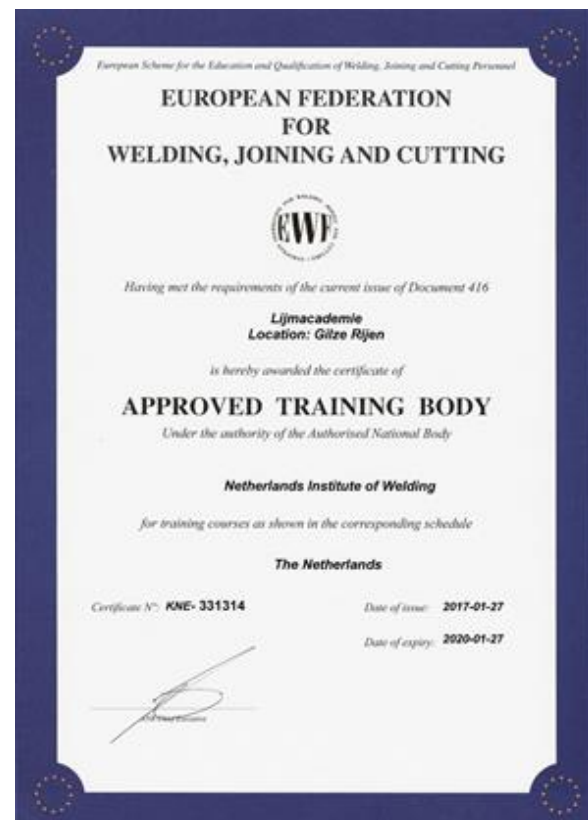 European Scheme for the Education and Qualification of Welding, Joining and Cutting Personnel
EUROPEAN FEDERATION
FOR
WELDING, JOINING AND CUTTING
EWF
Having met the requirements of the current issue of Document 416
Lijmacademie
Location: Gilze Rijen
is hereby awarded the certificate of
APPROVED TRAINING BODY
Under the authority of the Authorised National Body
Netherlands Institute of Welding
for training courses as shown in the corresponding schedule
The Netherlands
Certificate Nº: KNE- 331314 Date of issue: 2017-01-27
Date of expiry: 2020-01-27
Executive